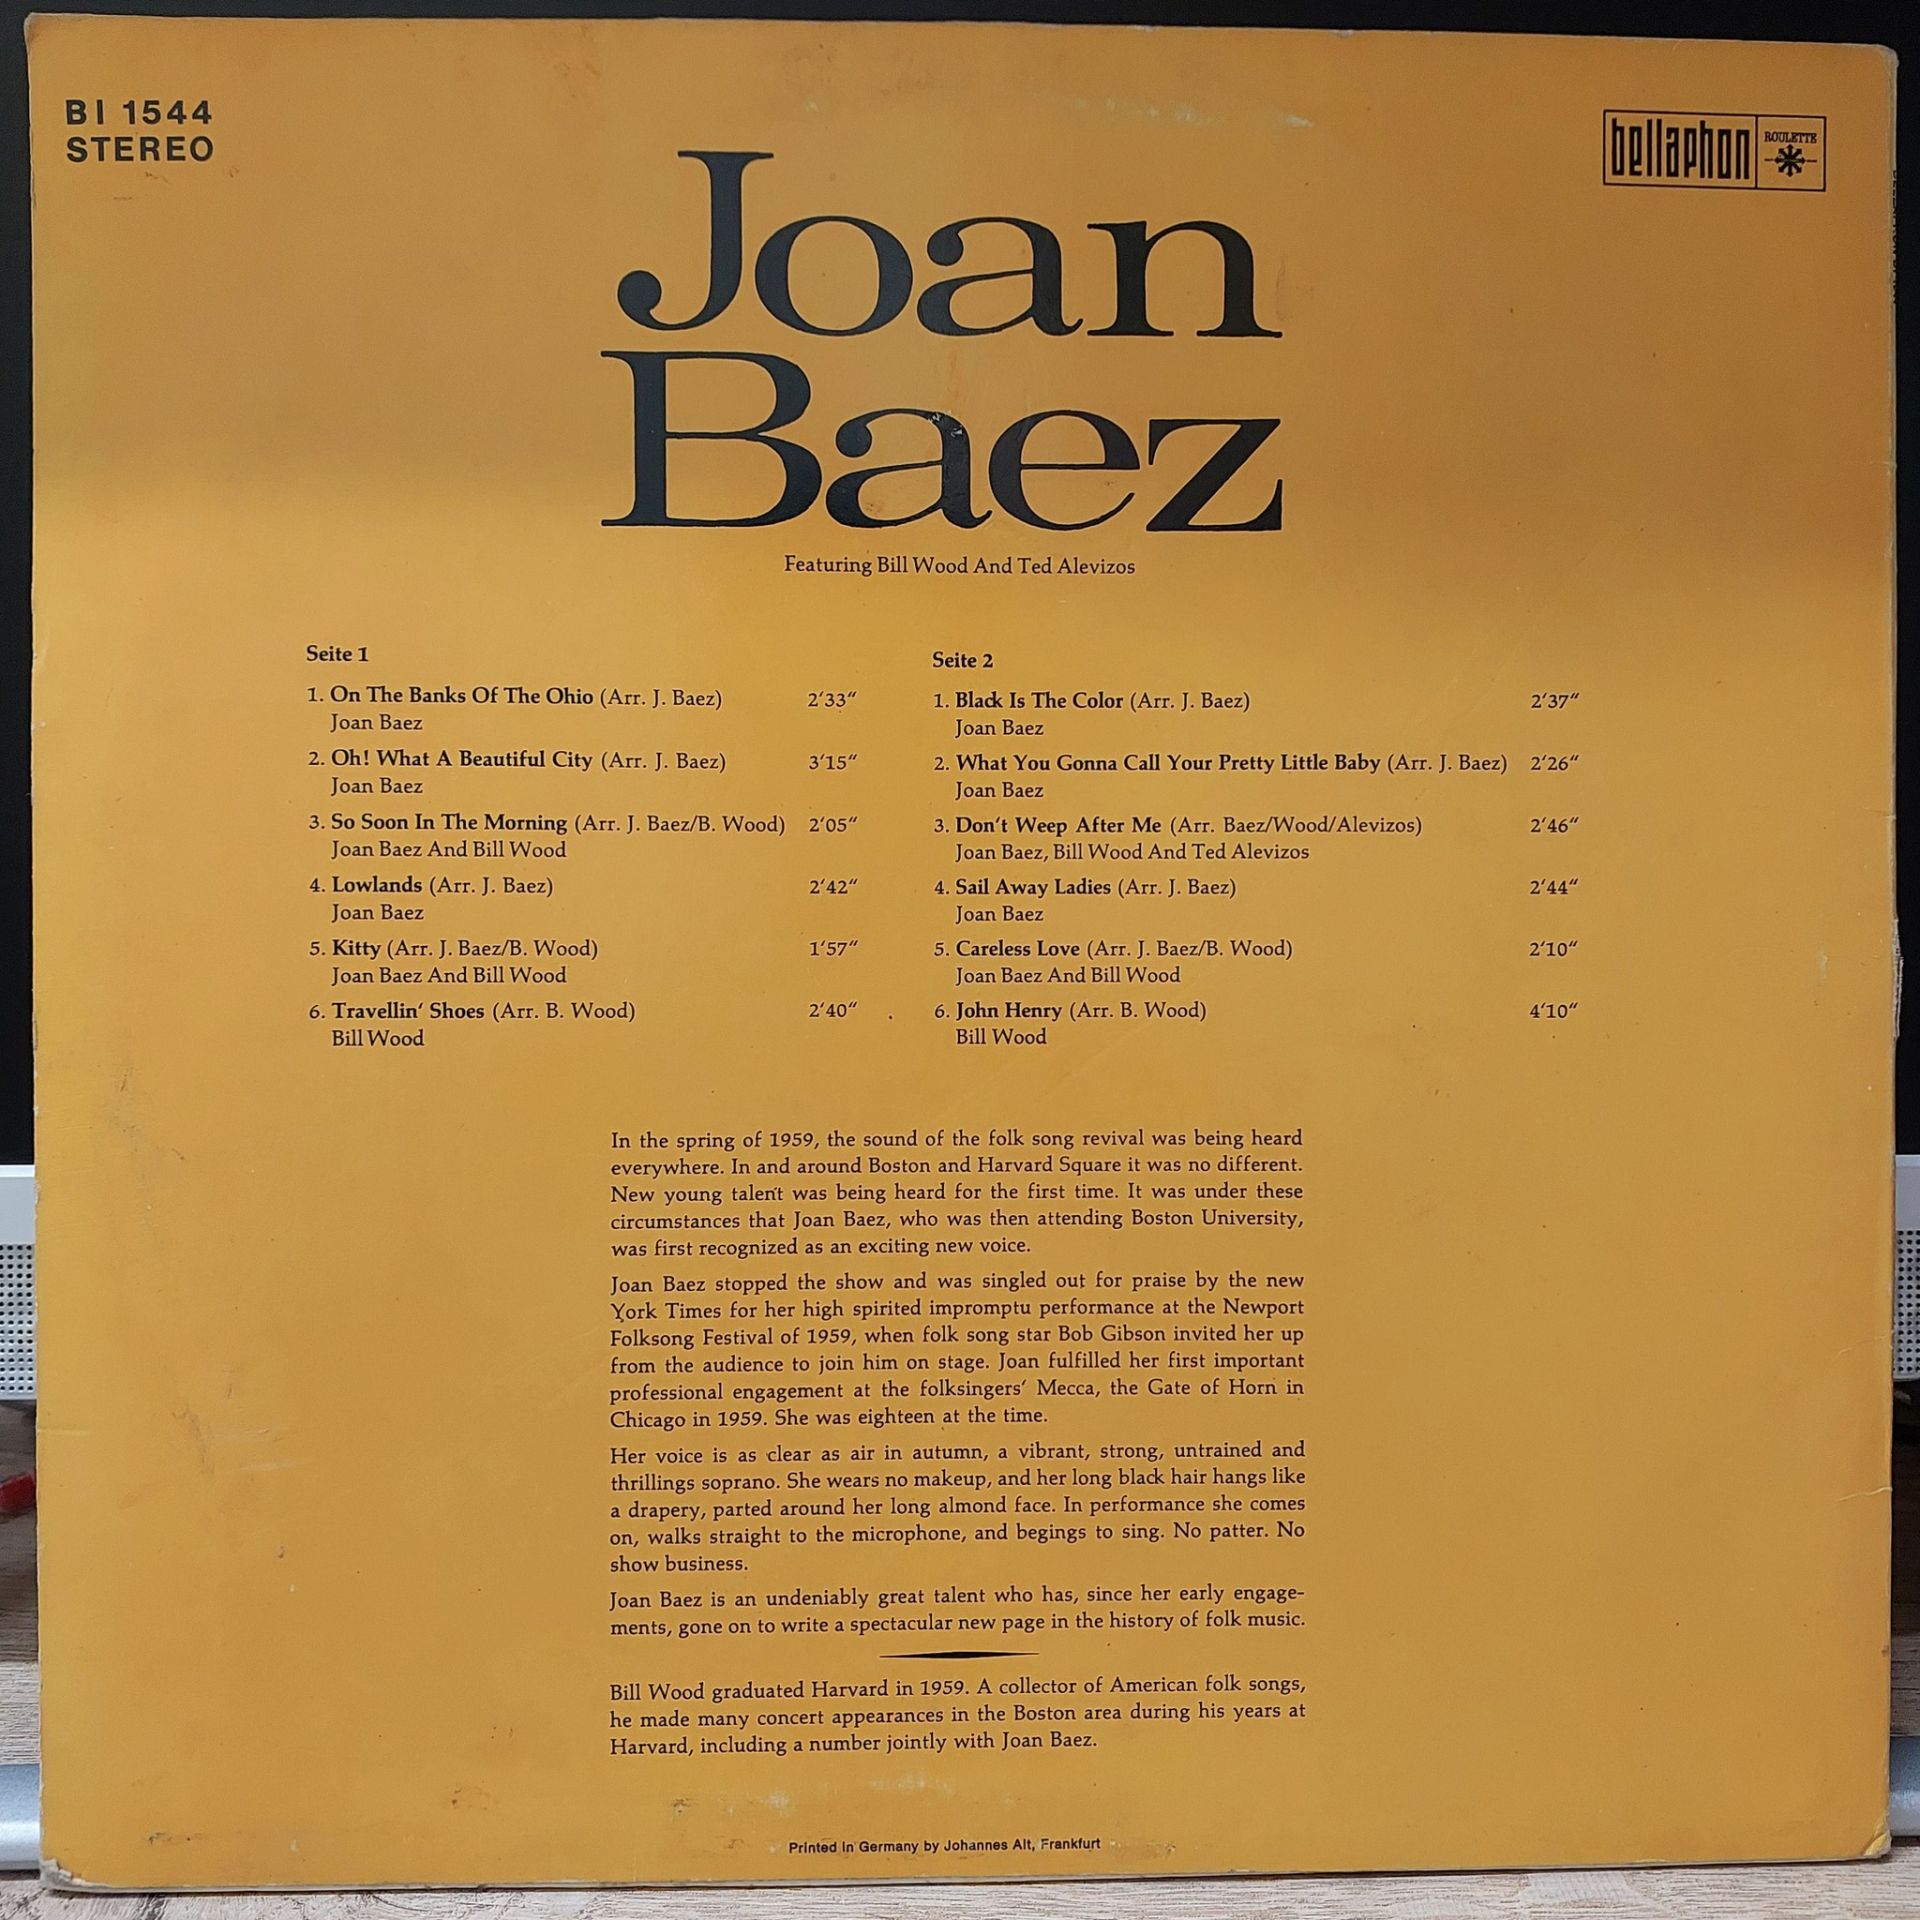 BI 1544
STEREO
bellaphon
ROULETTE
Joan
Baez
Featuring Bill Wood And Ted Alevizos
Seite 1
1. On The Banks Of The Ohio (Arr. J. Baez) 2′33″
Joan Baez
2. Oh! What A Beautiful City (Arr. J. Baez) 3′15″
Joan Baez
3. So Soon In The Morning (Arr. J. Baez/B. Wood) 2′05″
Joan Baez And Bill Wood
4. Lowlands (Arr. J. Baez) 2′42″
Joan Baez
5. Kitty (Arr. J. Baez/B. Wood) 1′57″
Joan Baez And Bill Wood
6. Travellin′ Shoes (Arr. B. Wood) 2′40″
Bill Wood
Seite 2
1. Black Is The Color (Arr. J. Baez) 2′37″
Joan Baez
2. What You Gonna Call Your Pretty Little Baby (Arr. J. Baez) 2′26″
Joan Baez
3. Don′t Weep After Me (Arr. Baez/Wood/Alevizos) 2′46″
Joan Baez, Bill Wood And Ted Alevizos
4. Sail Away Ladies (Arr. J. Baez) 2′44″
Joan Baez
5. Careless Love (Arr. J. Baez/B. Wood) 2′10″
Joan Baez And Bill Wood
6. John Henry (Arr. B. Wood) 4′10″
Bill Wood
In the spring of 1959, the sound of the folk song revival was being heard
everywhere. In and around Boston and Harvard Square it was no different.
New young talent was being heard for the first time. It was under these
circumstances that Joan Baez, who was then attending Boston University,
was first recognized as an exciting new voice.
Joan Baez stopped the show and was singled out for praise by the new
York Times for her high spirited impromptu performance at the Newport
Folksong Festival of 1959, when folk song star Bob Gibson invited her up
from the audience to join him on stage. Joan fulfilled her first important
professional engagement at the folksingers′ Mecca, the Gate of Horn in
Chicago in 1959. She was eighteen at the time.
Her voice is as clear as air in autumn, a vibrant, strong, untrained and
thrillings soprano. She wears no makeup, and her long black hair hangs like
a drapery, parted around her long almond face. In performance she comes
on, walks straight to the microphone, and begings to sing. No patter. No
show business.
Joan Baez is an undeniably great talent who has, since her early engage-
ments, gone on to write a spectacular new page in the history of folk music.
Bill Wood graduated Harvard in 1959. A collector of American folk songs,
he made many concert appearances in the Boston area during his years at
Harvard, including a number jointly with Joan Baez.
Printed in Germany by Johannes Alt, Frankfurt